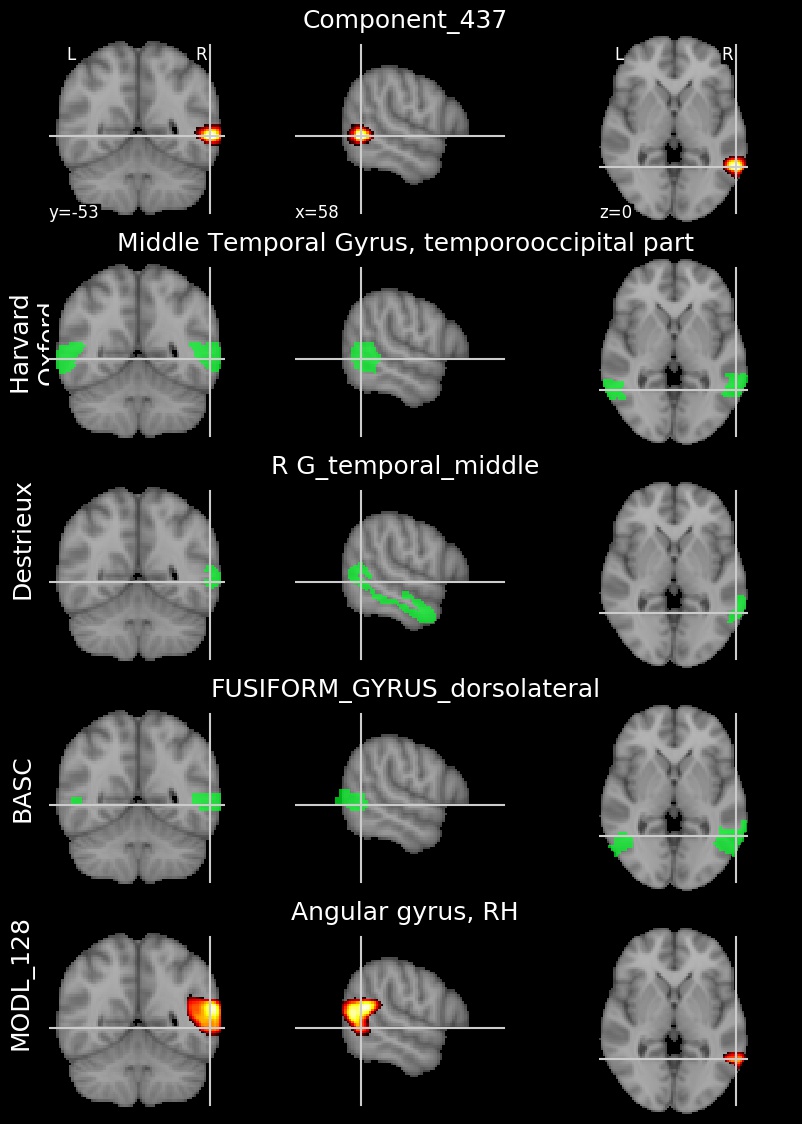 Component_437
L R L R
y=-53 x=58 z=0
Middle Temporal Gyrus, temporooccipital part
Harvard
Oxford
R G_temporal_middle
Destrieux
FUSIFORM_GYRUS_dorsolateral
BASC
Angular gyrus, RH
MODL_128